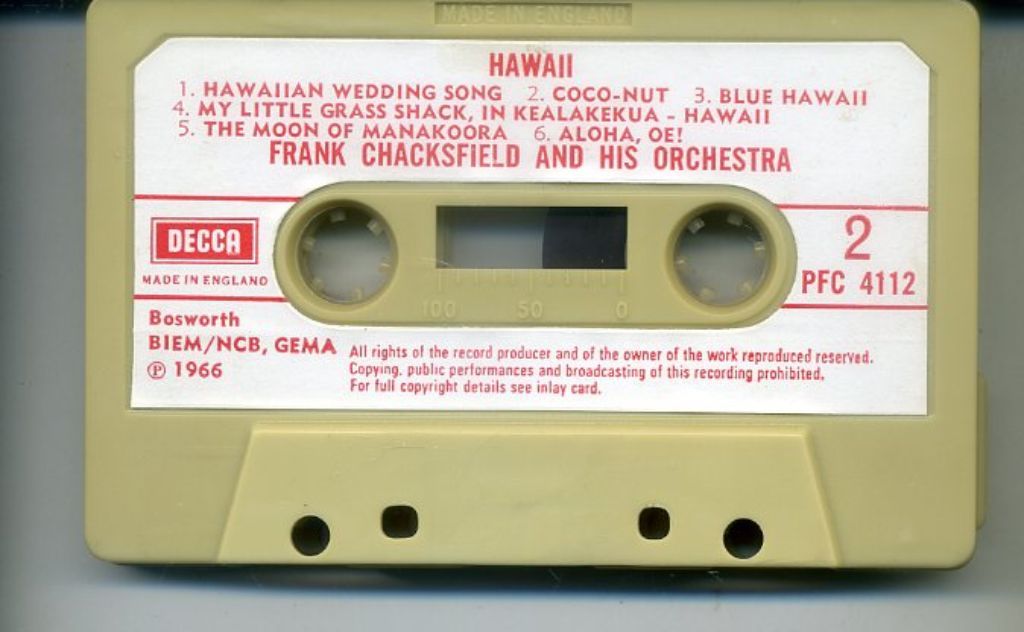 MADE IN ENGLAND
HAWAII
1. HAWAIIAN WEDDING SONG 2. COCO-NUT 3. BLUE HAWAII
4. MY LITTLE GRASS SHACK, IN KEALAKEKUA - HAWAII
5. THE MOON OF MANAKOORA 6. ALOHA, OE!
FRANK CHACKSFIELD AND HIS ORCHESTRA
DECCA
MADE IN ENGLAND
2
PFC 4112
100 50 0
Bosworth
BIEM/NCB, GEMA
Ⓟ 1966
All rights of the record producer and of the owner of the work reproduced reserved.
Copying, public performances and broadcasting of this recording prohibited.
For full copyright details see inlay card.